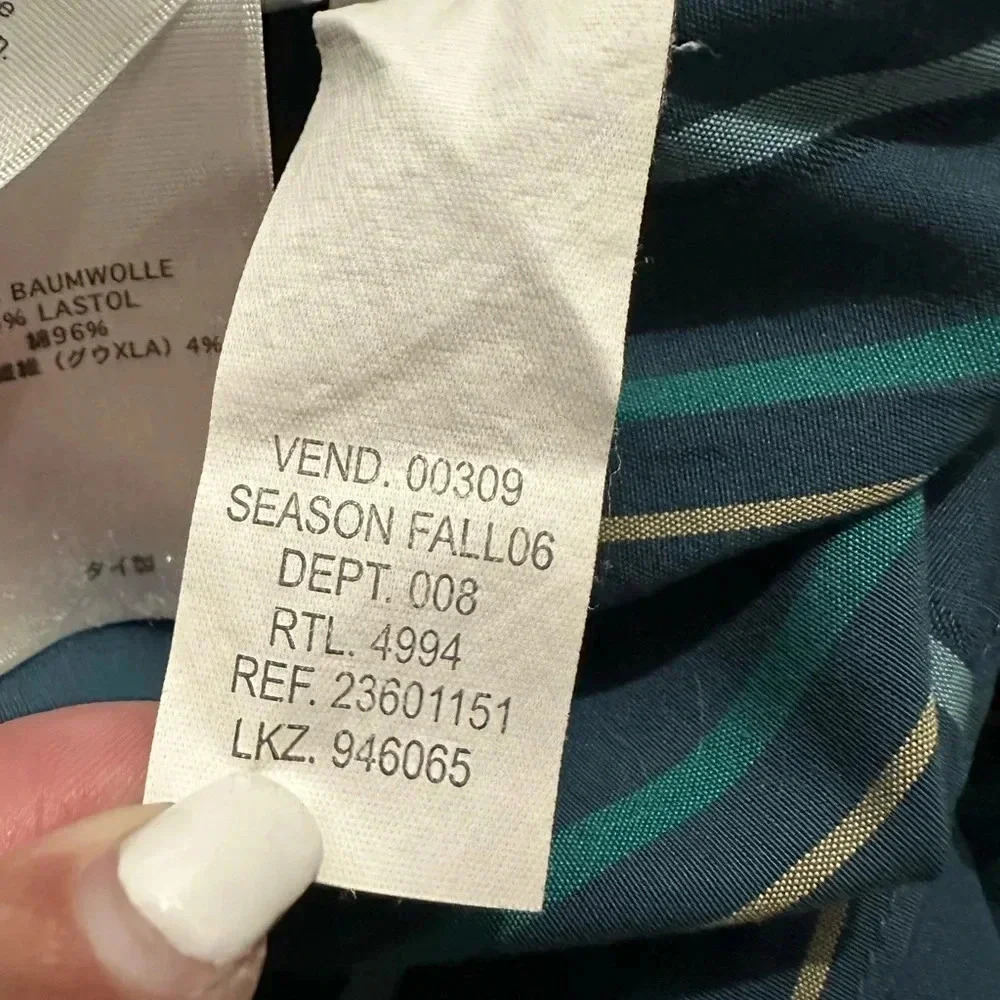 BAUMWOLLE
% LASTOL
綿96%
(グウXLA) 4%
タイ製
VEND. 00309
SEASON FALL06
DEPT. 008
RTL. 4994
REF. 23601151
LKZ. 946065